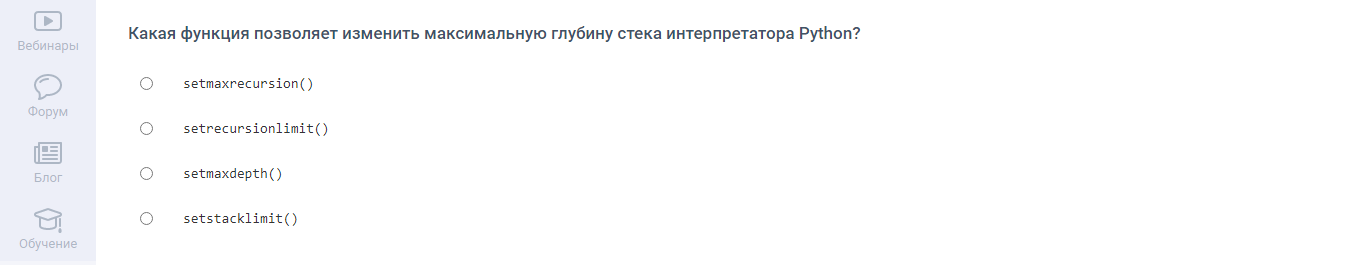 Вебинары
Форум
Блог
Обучение
Какая функция позволяет изменить максимальную глубину стека интерпретатора Python?
setmaxrecursion()
setrecursionlimit()
setmaxdepth()
setstacklimit()